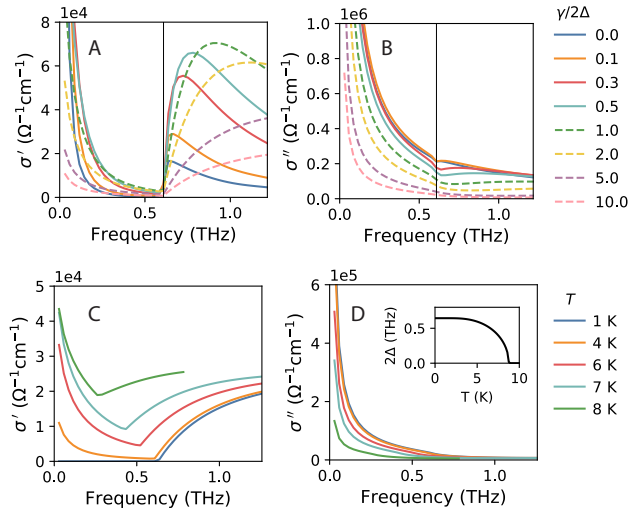 1e4
8
6
4
2
0
A
σ′ (Ω⁻¹cm⁻¹)
0.0 0.5 1.0
Frequency (THz)
1e6
1.0
0.8
0.6
0.4
0.2
0.0
B
σ″ (Ω⁻¹cm⁻¹)
0.0 0.5 1.0
Frequency (THz)
γ/2Δ
0.0
0.1
0.3
0.5
1.0
2.0
5.0
10.0
1e4
5
4
3
2
1
0
C
σ′ (Ω⁻¹cm⁻¹)
0.0 0.5 1.0
Frequency (THz)
1e5
6
4
2
0
D
σ″ (Ω⁻¹cm⁻¹)
0.0 0.5 1.0
Frequency (THz)
2Δ (THz)
0.5
0.0
0 5 10
T (K)
T
1 K
4 K
6 K
7 K
8 K